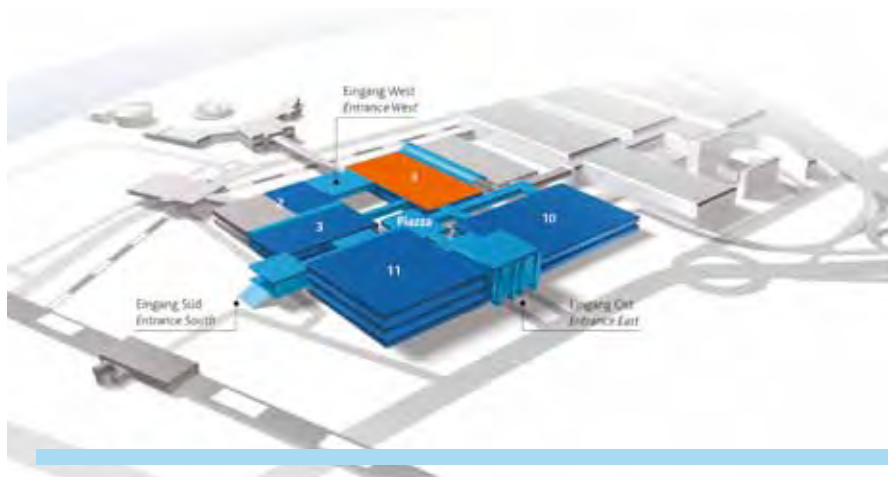 Eingang West
Entrance West
2
3
Piazza
10
11
Eingang Süd
Entrance South
Eingang Ost
Entrance East